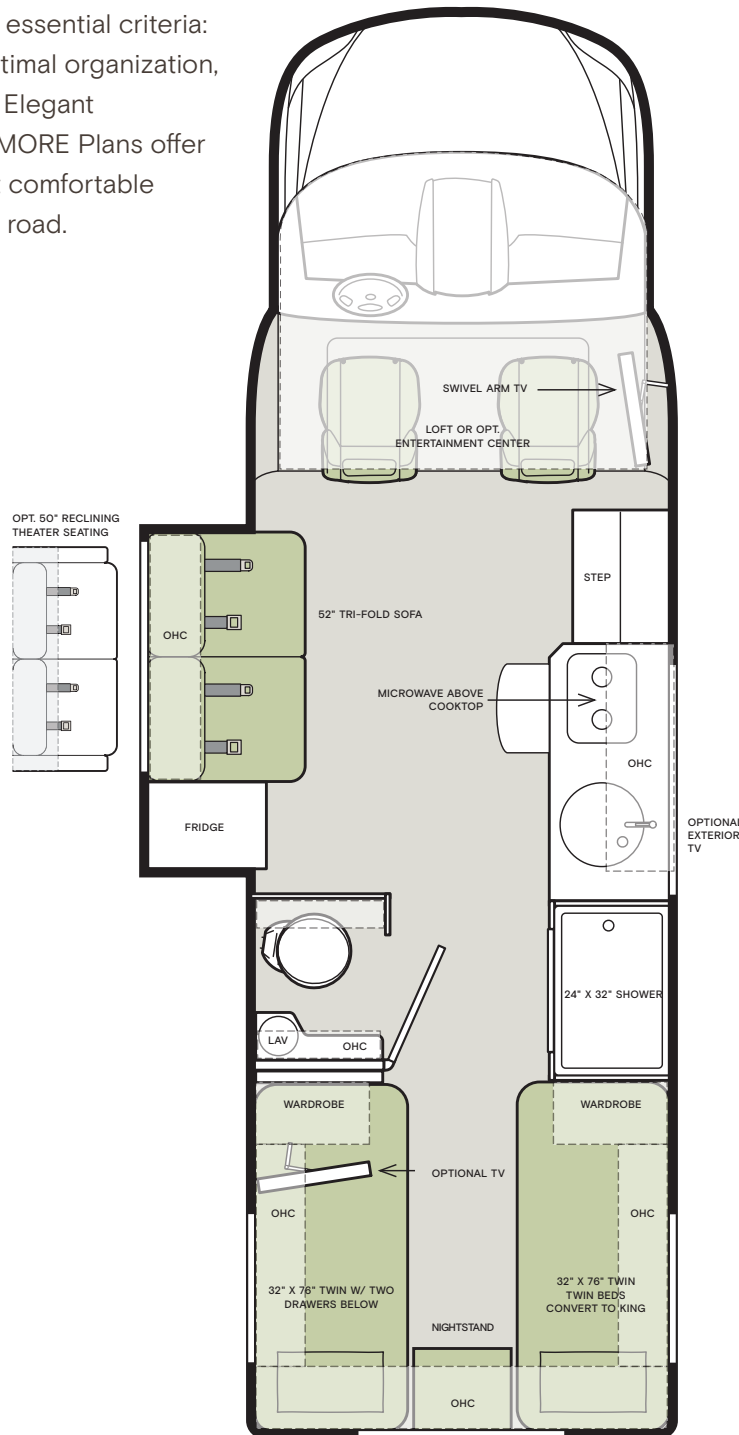 essential criteria:
timal organization,
Elegant
MORE Plans offer
comfortable
road.
SWIVEL ARM TV
LOFT OR OPT.
ENTERTAINMENT CENTER
OPT. 50" RECLINING
THEATER SEATING
STEP
52" TRI-FOLD SOFA
OHC
MICROWAVE ABOVE
COOKTOP
OHC
FRIDGE
OPTIONAL
EXTERIOR
TV
24" X 32" SHOWER
LAV
OHC
WARDROBE
WARDROBE
OPTIONAL TV
OHC
OHC
32" X 76" TWIN W/ TWO
DRAWERS BELOW
32" X 76" TWIN
TWIN BEDS
CONVERT TO KING
NIGHTSTAND
OHC